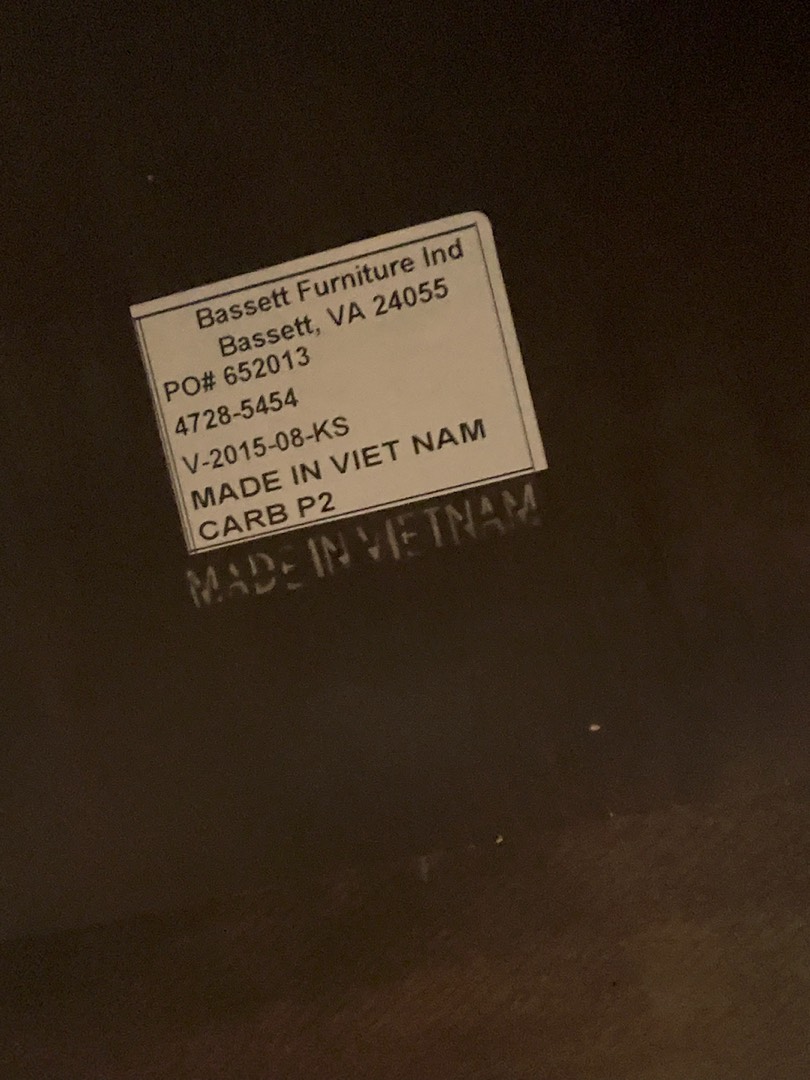 Bassett Furniture Ind
Bassett, VA 24055
PO# 652013
4728-5454
V-2015-08-KS
MADE IN VIET NAM
CARB P2
MADE IN VIETNAM